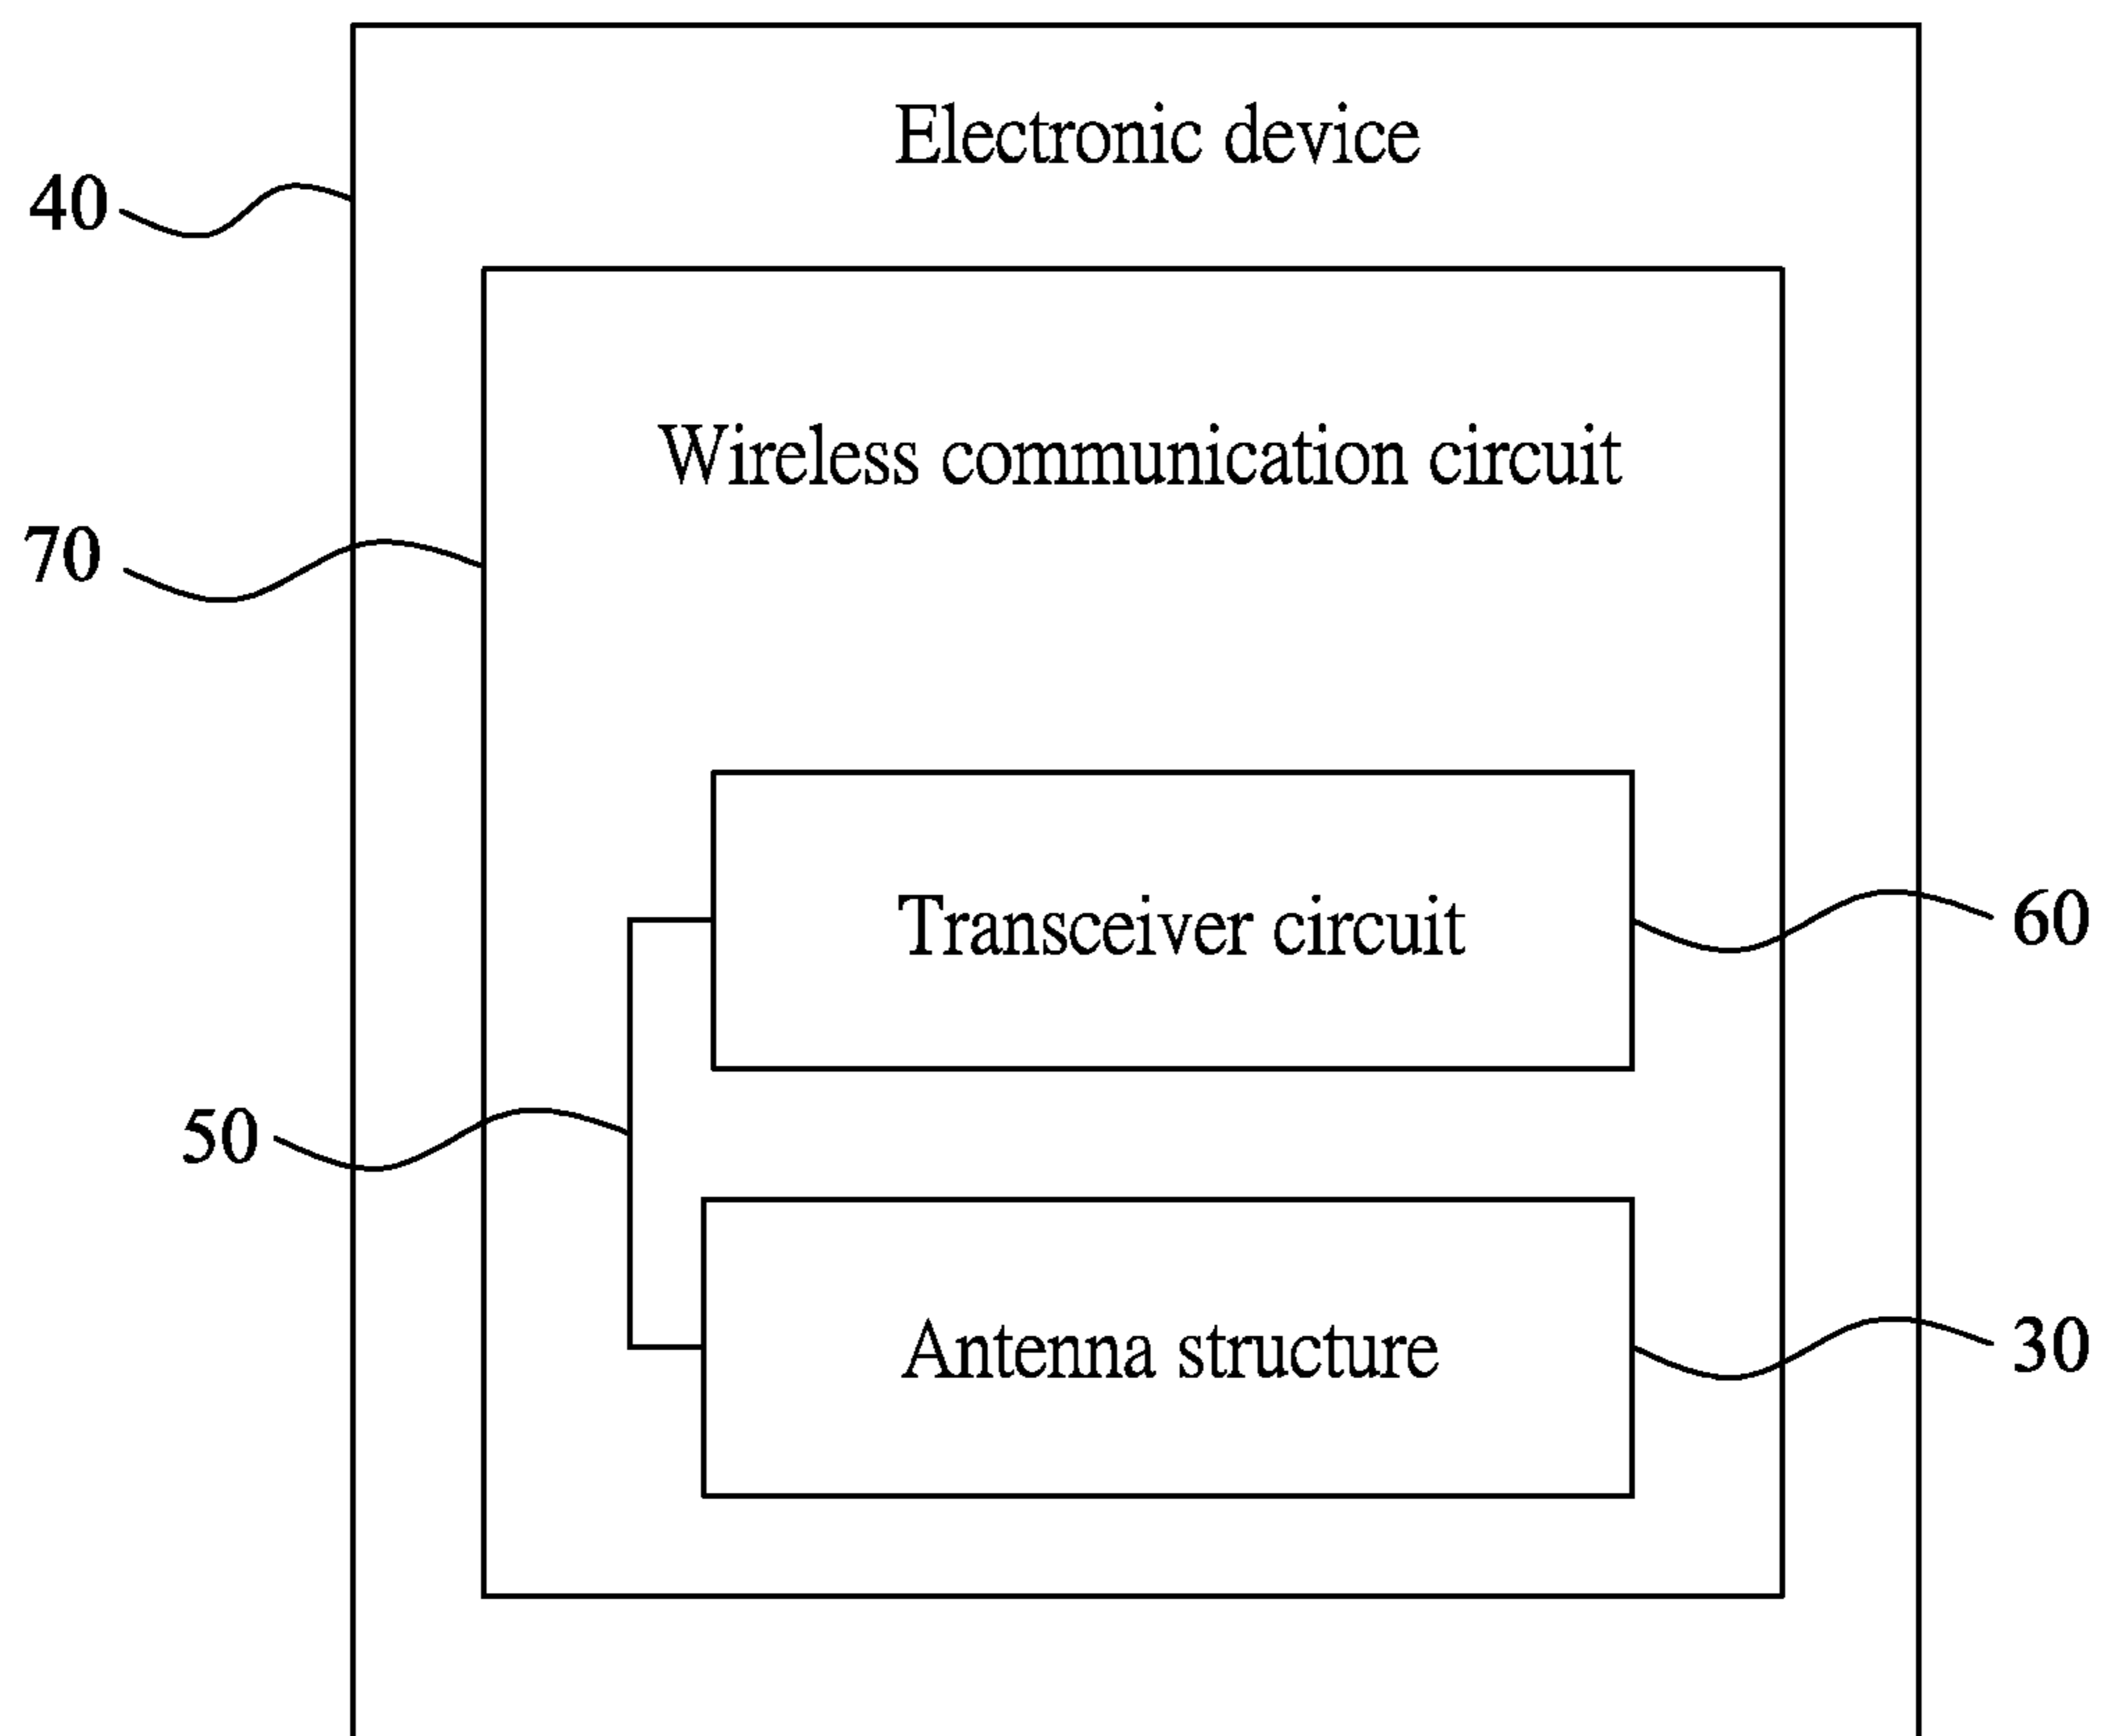 Electronic device
40
Wireless communication circuit
70
Transceiver circuit
60
50
Antenna structure
30